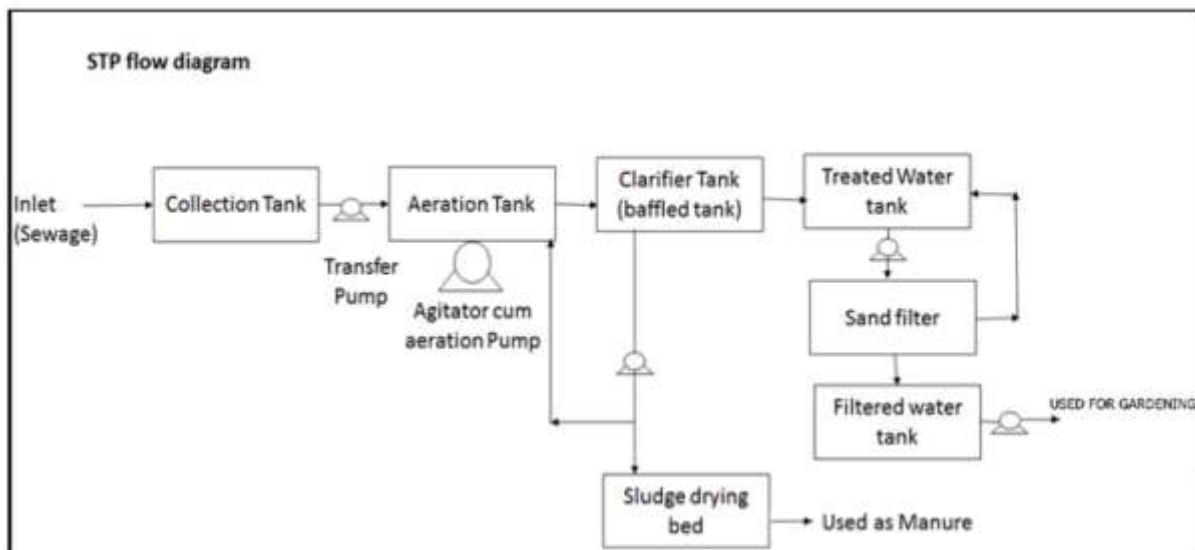 STP flow diagram
Inlet
(Sewage)
Collection Tank
Transfer
Pump
Aeration Tank
Agitator cum
aeration Pump
Clarifier Tank
(baffled tank)
Treated Water
tank
Sand filter
Filtered water
tank
USED FOR GARDENING
Sludge drying
bed
Used as Manure